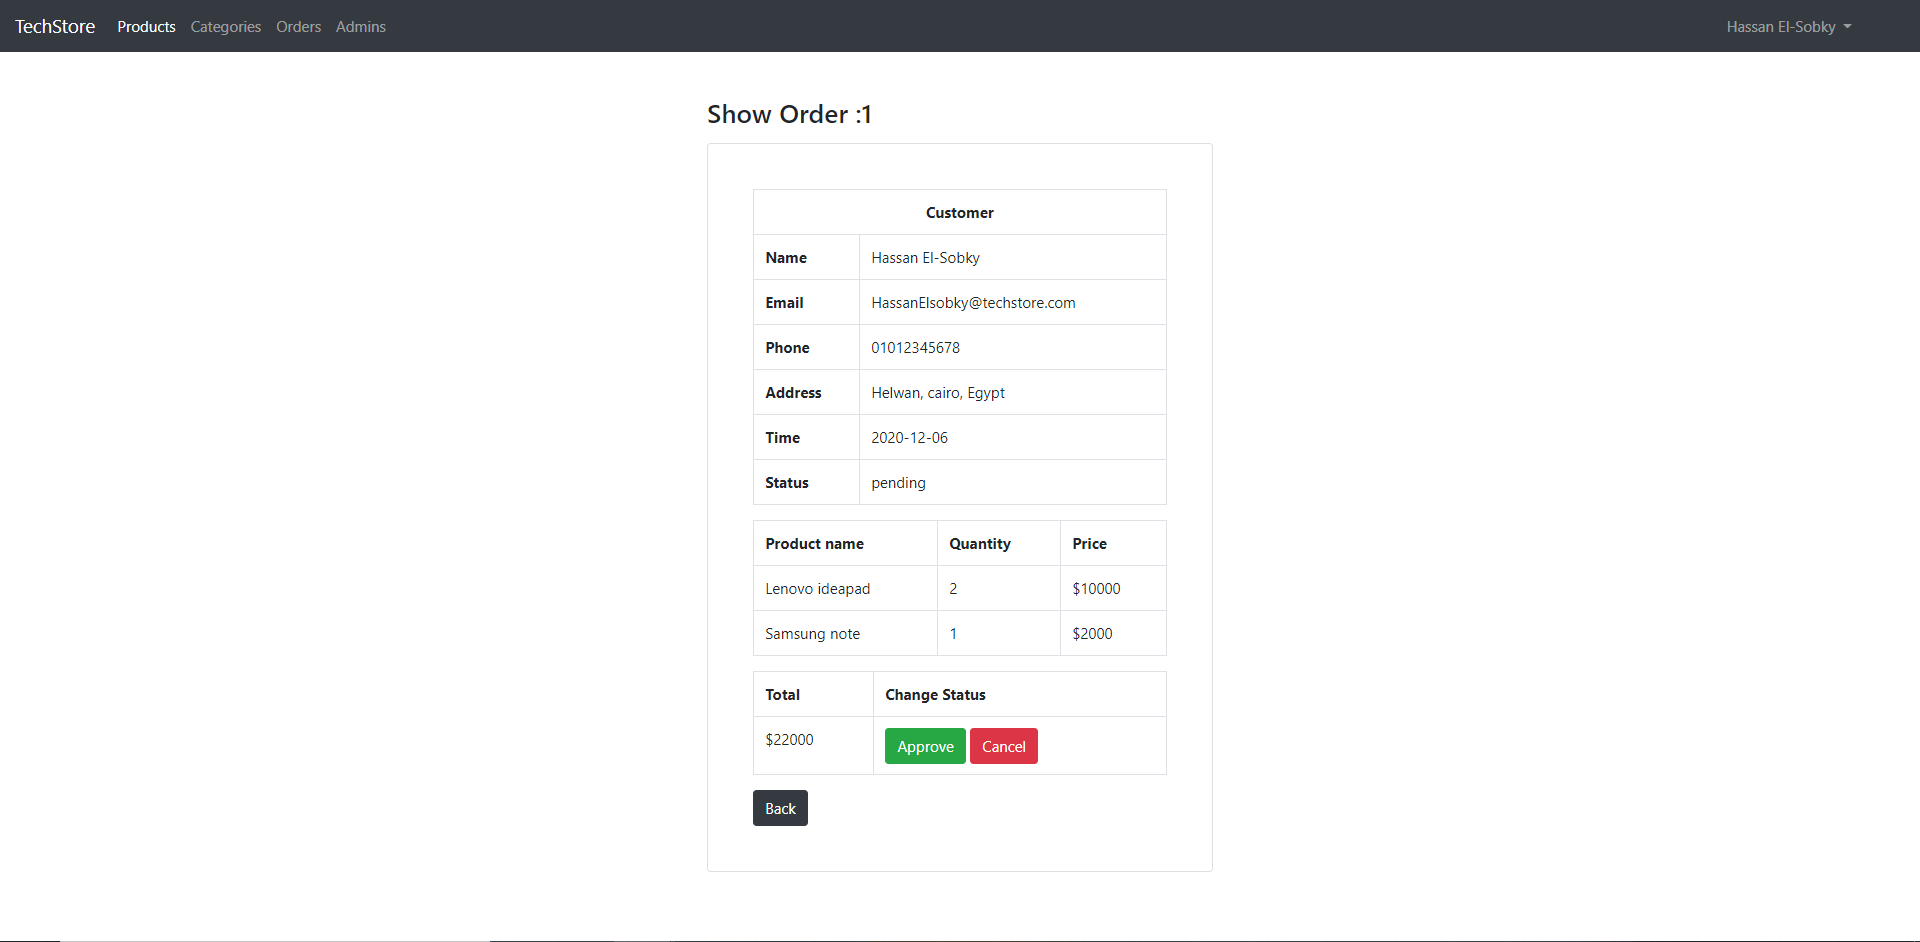 TechStore Products Categories Orders Admins Hassan El-Sobky
Show Order :1
Customer
Name Hassan El-Sobky
Email HassanElsobky@techstore.com
Phone 01012345678
Address Helwan, cairo, Egypt
Time 2020-12-06
Status pending
Product name Quantity Price
Lenovo ideapad 2 $10000
Samsung note 1 $2000
Total Change Status
$22000 Approve Cancel
Back